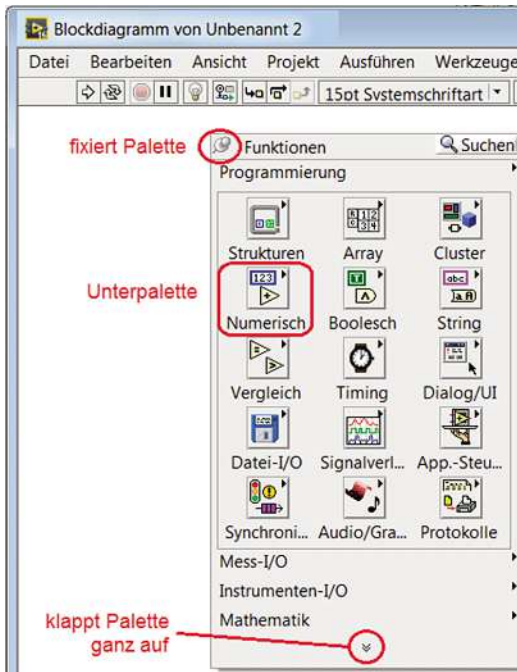 Blockdiagramm von Unbenannt 2
Datei Bearbeiten Ansicht Projekt Ausführen Werkzeuge
15pt Systemschriftart
fixiert Palette
Funktionen
Suchen
Programmierung
Unterpalette
Strukturen Array Cluster
Numerisch Boolesch String
Vergleich Timing Dialog/UI
Datei-I/O Signalverl... App.-Steu...
Synchroni... Audio/Gra... Protokolle
Mess-I/O
Instrumenten-I/O
Mathematik
klappt Palette
ganz auf